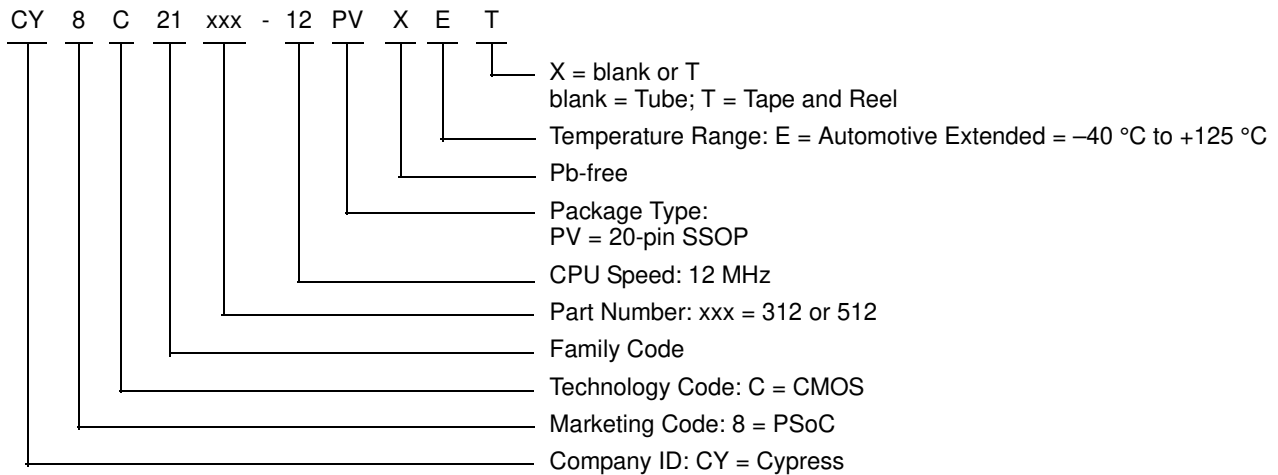 CY 8 C 21 xxx - 12 PV X E T
X = blank or T
blank = Tube; T = Tape and Reel
Temperature Range: E = Automotive Extended = –40 °C to +125 °C
Pb-free
Package Type:
PV = 20-pin SSOP
CPU Speed: 12 MHz
Part Number: xxx = 312 or 512
Family Code
Technology Code: C = CMOS
Marketing Code: 8 = PSoC
Company ID: CY = Cypress